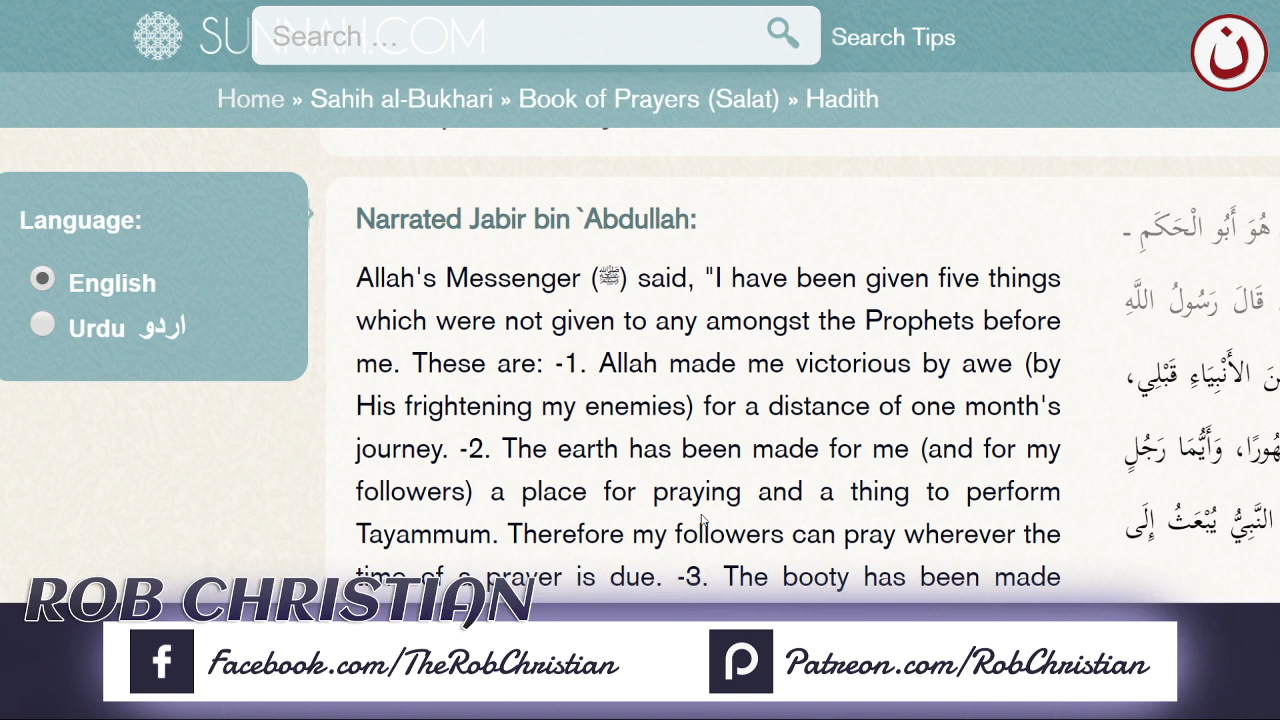 SUNNAH.COM
Search ...
Search Tips
ن
Home » Sahih al-Bukhari » Book of Prayers (Salat) » Hadith
Language:
English
Urdu اردو
Narrated Jabir bin `Abdullah:
Allah's Messenger (ﷺ) said, "I have been given five things
which were not given to any amongst the Prophets before
me. These are: -1. Allah made me victorious by awe (by
His frightening my enemies) for a distance of one month's
journey. -2. The earth has been made for me (and for my
followers) a place for praying and a thing to perform
Tayammum. Therefore my followers can pray wherever the
time of a prayer is due. -3. The booty has been made
هُوَ أَبُو الْحَكَمِ ـ
قَالَ رَسُولُ اللَّهِ
الأَنْبِيَاءِ قَبْلِي،
وَأَيُّمَا رَجُلٍ
النَّبِيُّ يُبْعَثُ إِلَى
ROB CHRISTIAN
Facebook.com/TheRobChristian
Patreon.com/RobChristian